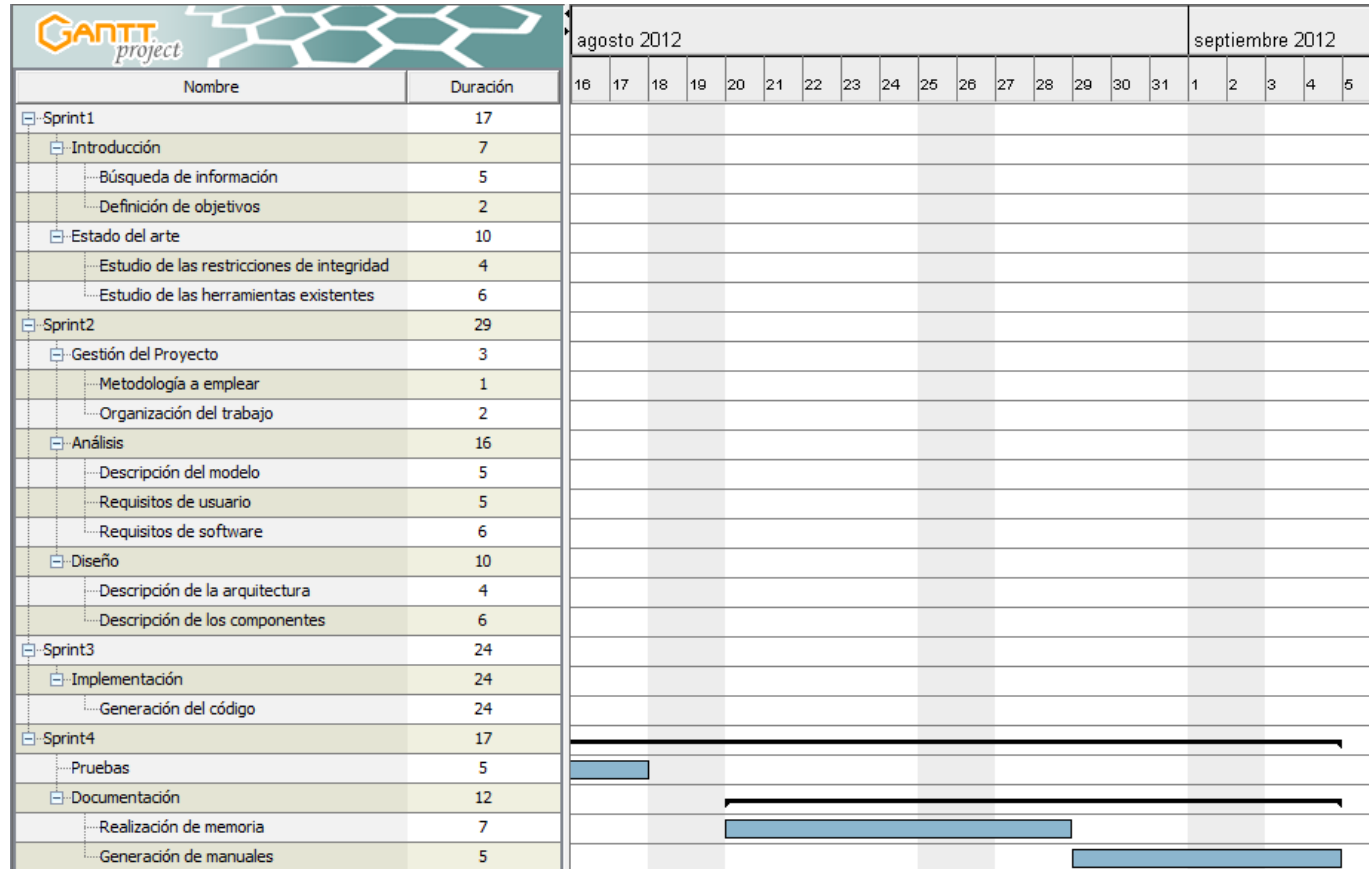 GANTT
project
agosto 2012 septiembre 2012
Nombre Duración 16 17 18 19 20 21 22 23 24 25 26 27 28 29 30 31 1 2 3 4 5
Sprint1 17
Introducción 7
Búsqueda de información 5
Definición de objetivos 2
Estado del arte 10
Estudio de las restricciones de integridad 4
Estudio de las herramientas existentes 6
Sprint2 29
Gestión del Proyecto 3
Metodología a emplear 1
Organización del trabajo 2
Análisis 16
Descripción del modelo 5
Requisitos de usuario 5
Requisitos de software 6
Diseño 10
Descripción de la arquitectura 4
Descripción de los componentes 6
Sprint3 24
Implementación 24
Generación del código 24
Sprint4 17
Pruebas 5
Documentación 12
Realización de memoria 7
Generación de manuales 5